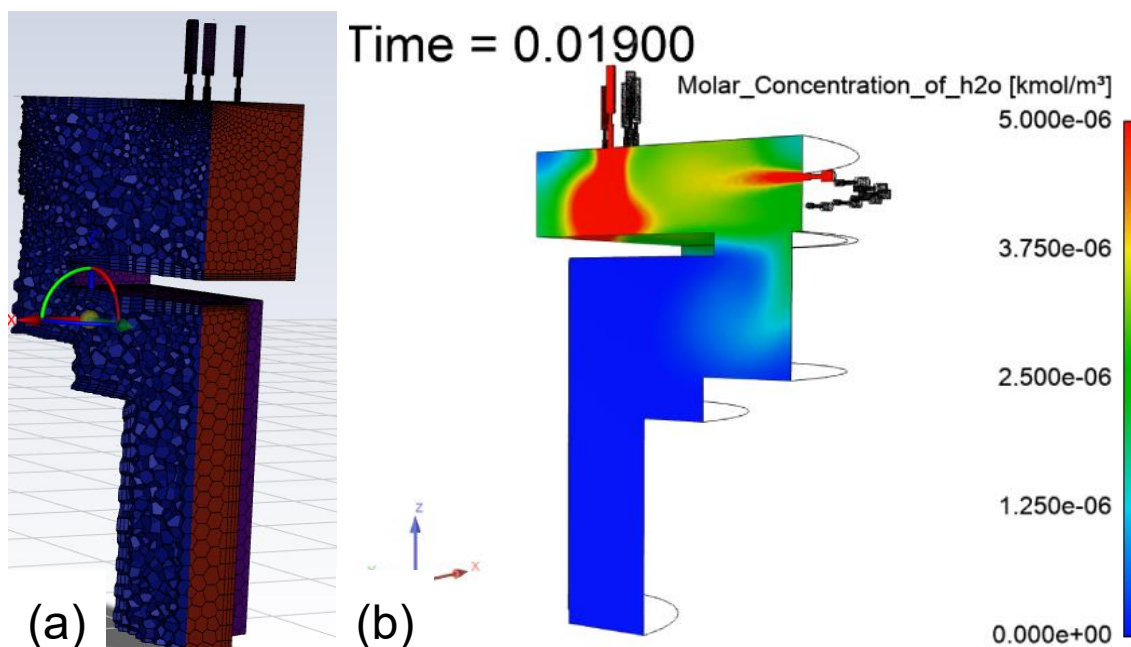 Time = 0.01900
Molar_Concentration_of_h2o [kmol/m³]
5.000e-06
3.750e-06
2.500e-06
1.250e-06
0.000e+00
X
Z
X
(a)
(b)